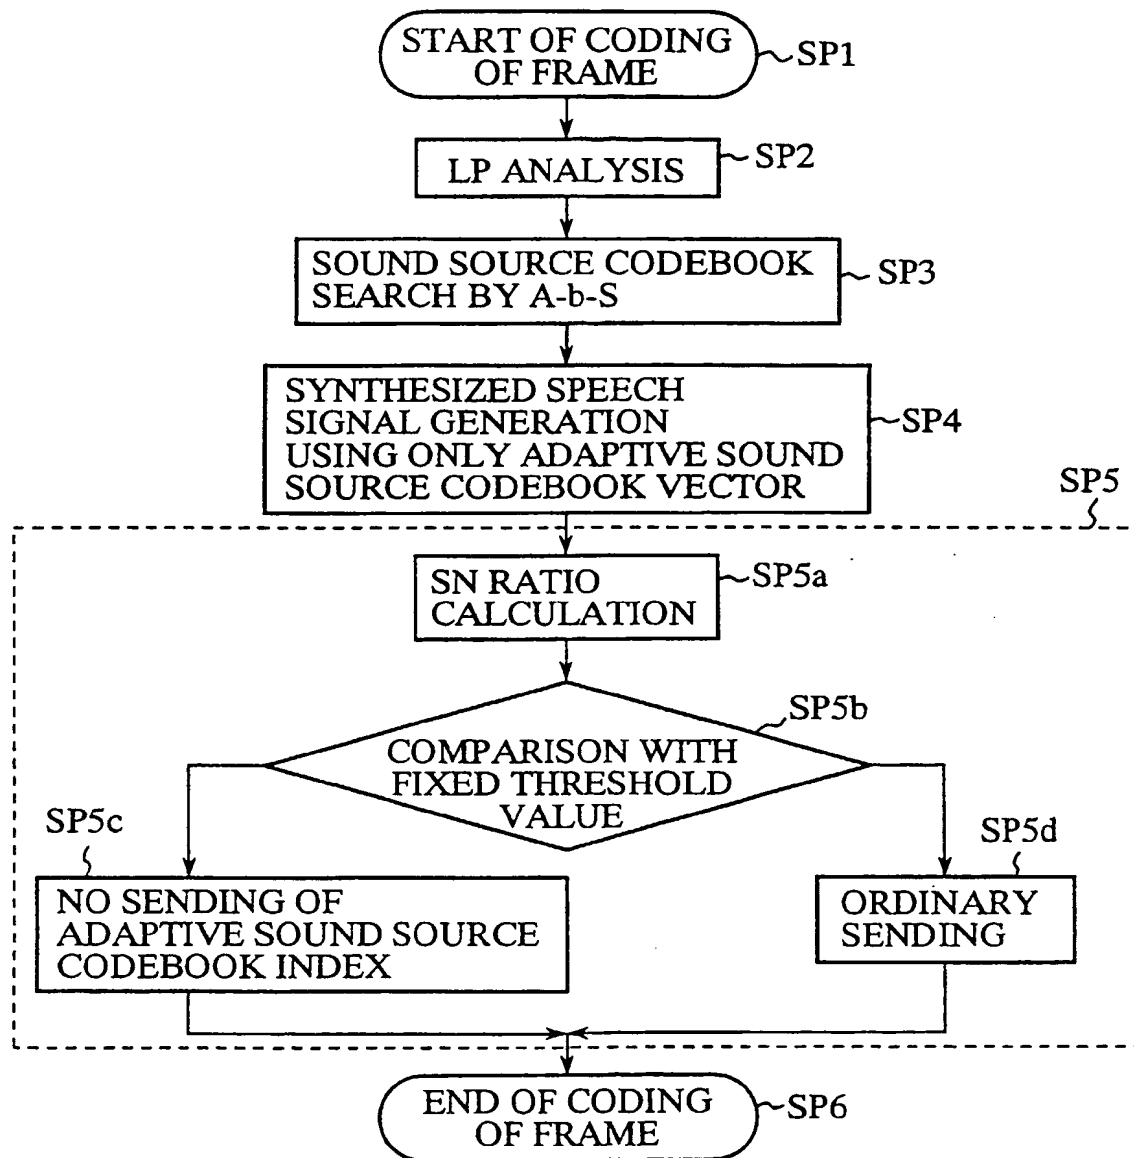 START OF CODING
OF FRAME
SP1
LP ANALYSIS
SP2
SOUND SOURCE CODEBOOK
SEARCH BY A-b-S
SP3
SYNTHESIZED SPEECH
SIGNAL GENERATION
USING ONLY ADAPTIVE SOUND
SOURCE CODEBOOK VECTOR
SP4
SP5
SN RATIO
CALCULATION
SP5a
COMPARISON WITH
FIXED THRESHOLD
VALUE
SP5b
SP5c
NO SENDING OF
ADAPTIVE SOUND SOURCE
CODEBOOK INDEX
SP5d
ORDINARY
SENDING
END OF CODING
OF FRAME
SP6